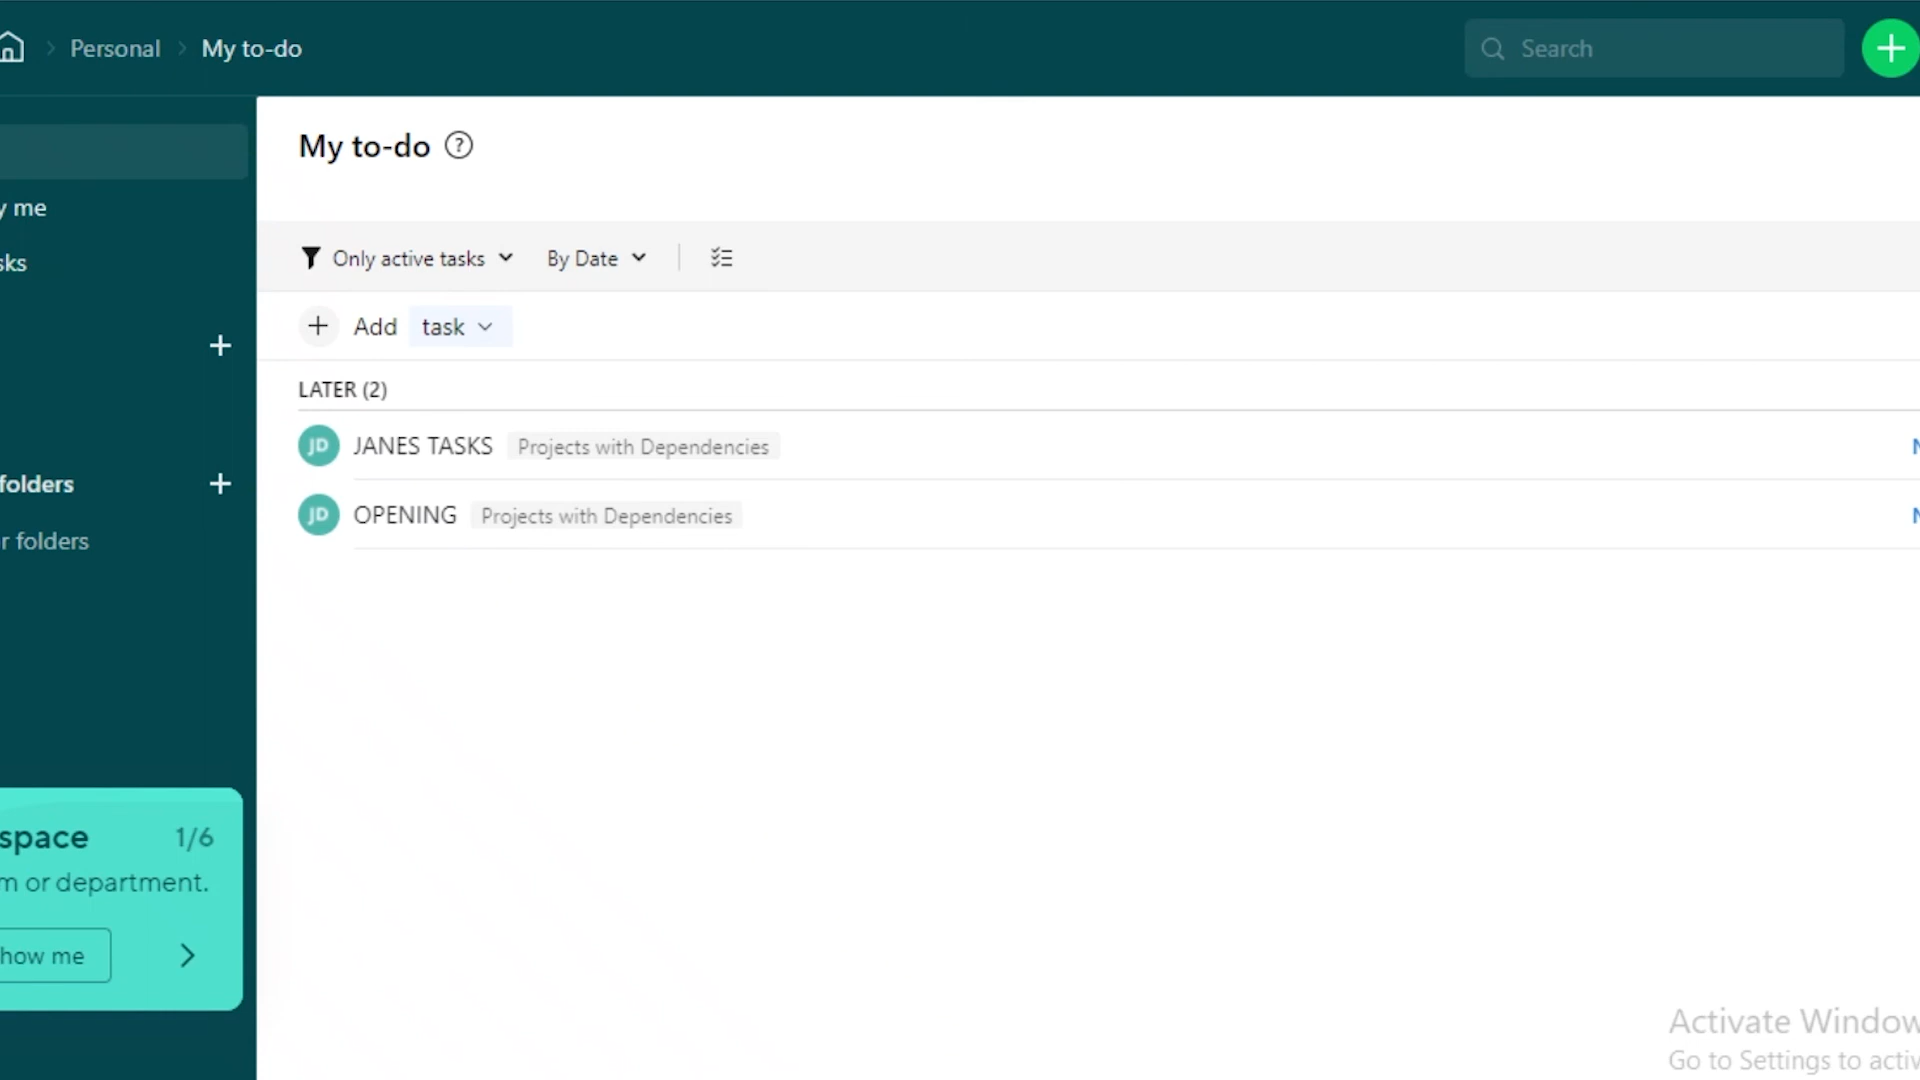 Personal My to-do Search
My to-do
y me
sks
Only active tasks By Date
Add task
LATER (2)
JD JANES TASKS Projects with Dependencies
folders
JD OPENING Projects with Dependencies
r folders
space 1/6
m or department.
how me
Activate Window
Go to Settings to activ